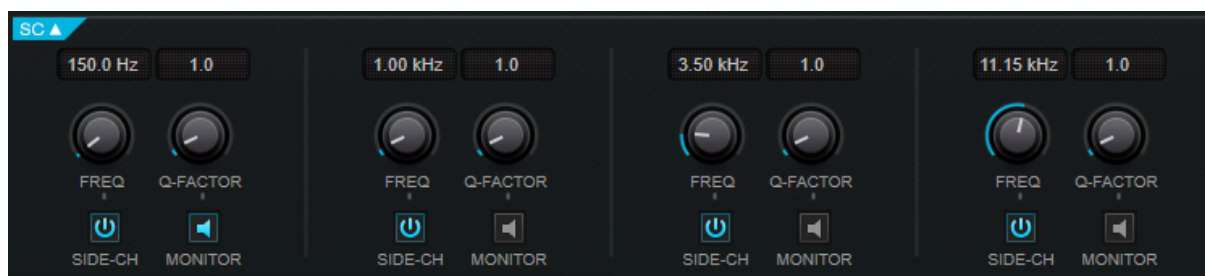 SC
150.0 Hz 1.0 1.00 kHz 1.0 3.50 kHz 1.0 11.15 kHz 1.0
FREQ Q-FACTOR FREQ Q-FACTOR FREQ Q-FACTOR FREQ Q-FACTOR
SIDE-CH MONITOR SIDE-CH MONITOR SIDE-CH MONITOR SIDE-CH MONITOR